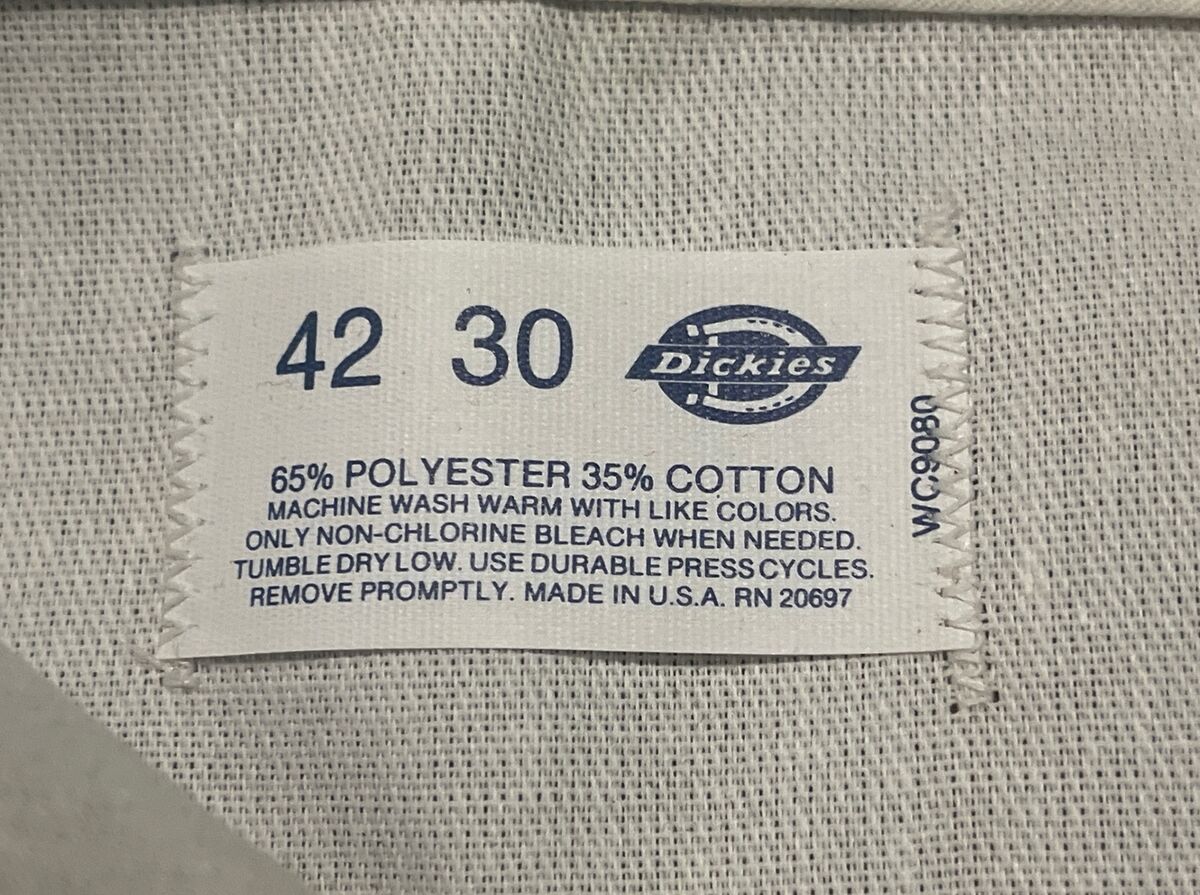 42 30 Dickies
65% POLYESTER 35% COTTON
MACHINE WASH WARM WITH LIKE COLORS.
ONLY NON-CHLORINE BLEACH WHEN NEEDED.
TUMBLE DRY LOW. USE DURABLE PRESS CYCLES.
REMOVE PROMPTLY. MADE IN U.S.A. RN 20697
WC9080